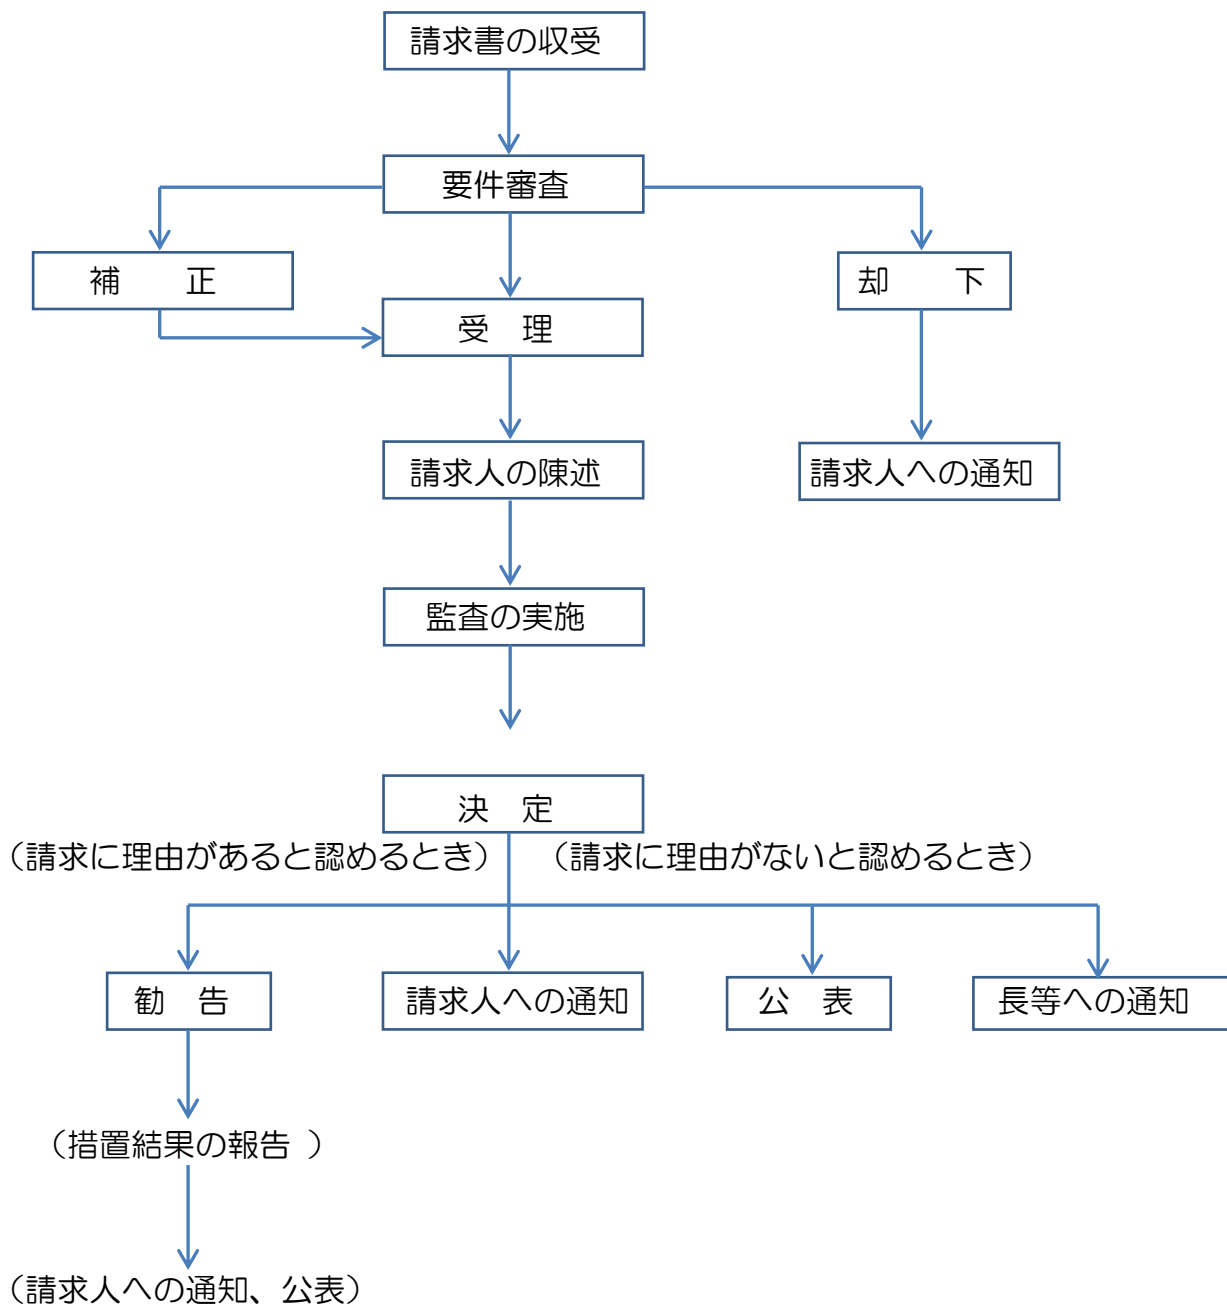 請求書の収受
要件審査
補　　正
却　　下
受　理
請求人の陳述
請求人への通知
監査の実施
決　定
（請求に理由があると認めるとき）
（請求に理由がないと認めるとき）
勧　告
請求人への通知
公　表
長等への通知
（措置結果の報告 ）
（請求人への通知、公表）